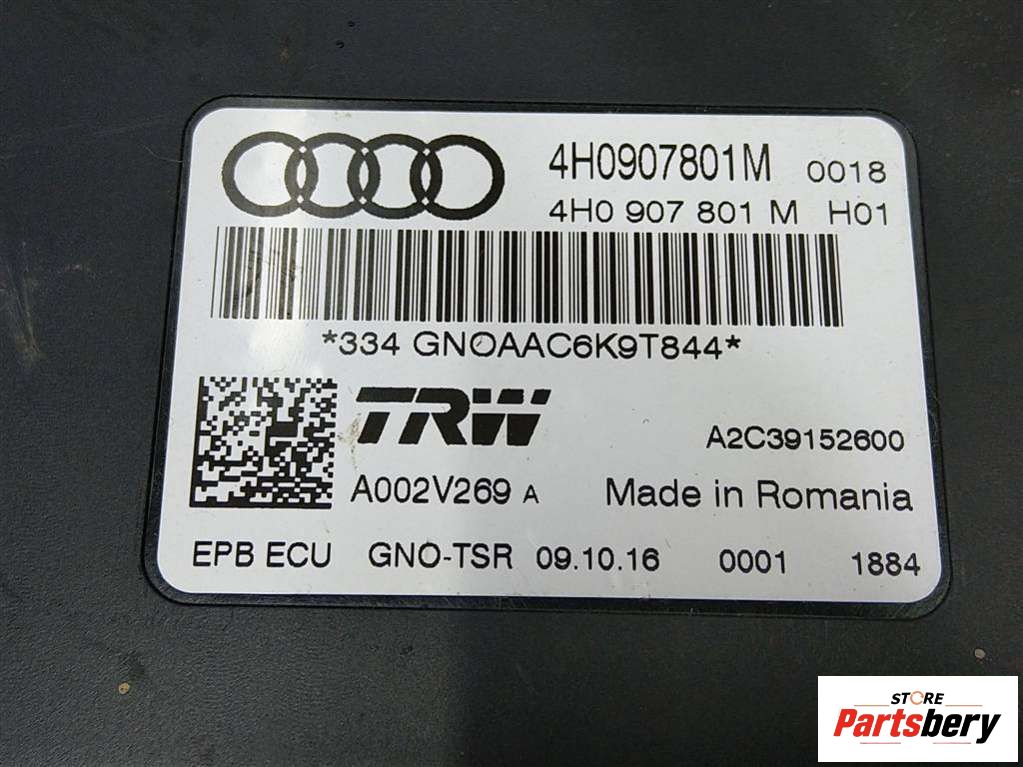 4H0907801M 0018
4H0 907 801 M H01
*334 GNOAAC6K9T844*
TRW
A2C39152600
A002V269 A Made in Romania
EPB ECU GNO-TSR 09.10.16 0001 1884
STORE
Partsbery